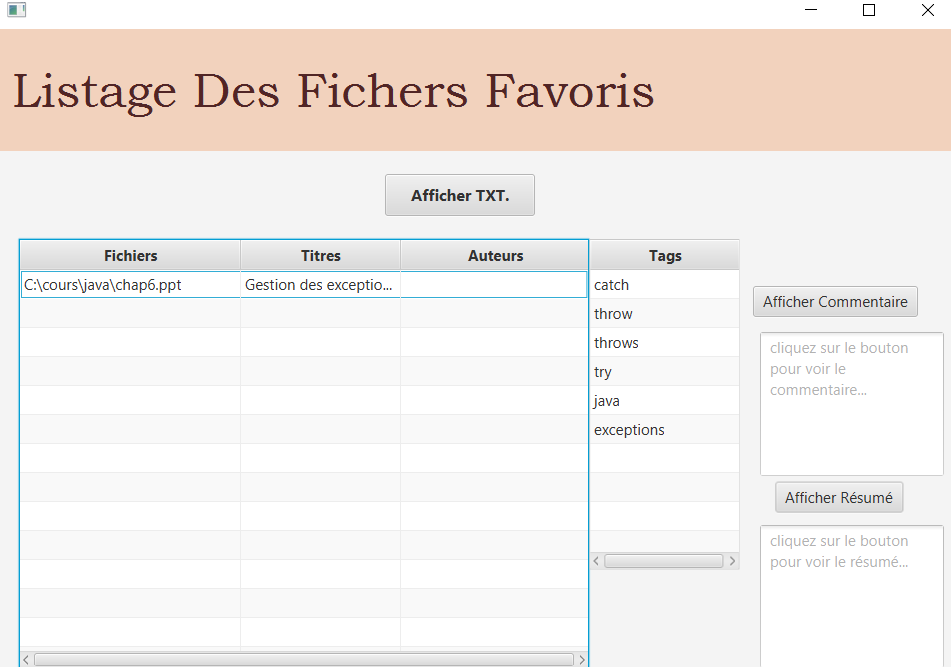 Listage Des Fichers Favoris
Afficher TXT.
Fichiers Titres Auteurs Tags
C:\cours\java\chap6.ppt Gestion des exceptio... catch
throw
throws
try
java
exceptions
Afficher Commentaire
cliquez sur le bouton
pour voir le
commentaire...
Afficher Résumé
cliquez sur le bouton
pour voir le résumé...